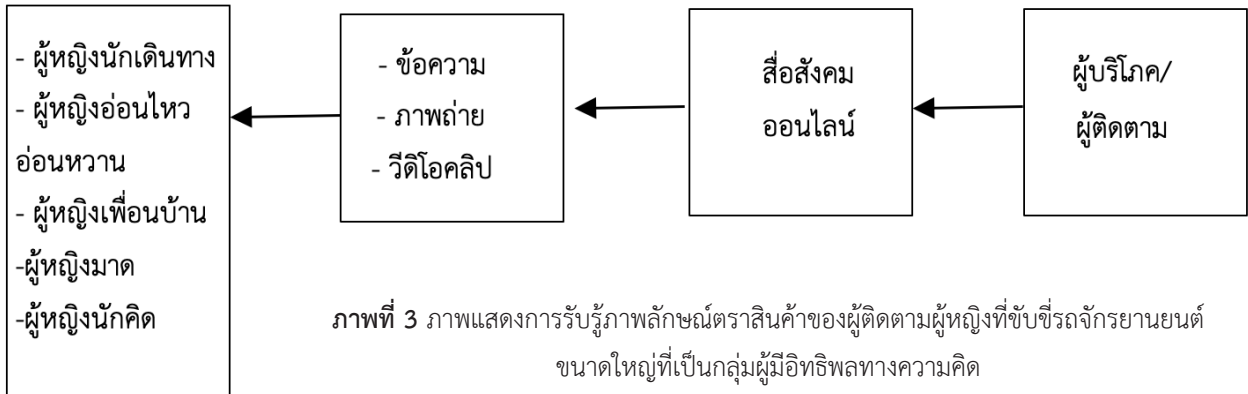 - ผู้หญิงนักเดินทาง
- ผู้หญิงอ่อนไหว
อ่อนหวาน
- ผู้หญิงเพื่อนบ้าน
-ผู้หญิงมาด
-ผู้หญิงนักคิด
- ข้อความ
- ภาพถ่าย
- วีดิโอคลิป
สื่อสังคม
ออนไลน์
ผู้บริโภค/
ผู้ติดตาม
ภาพที่ 3 ภาพแสดงการรับรู้ภาพลักษณ์ตราสินค้าของผู้ติดตามผู้หญิงที่ขับขี่รถจักรยานยนต์
ขนาดใหญ่ที่เป็นกลุ่มผู้มีอิทธิพลทางความคิด